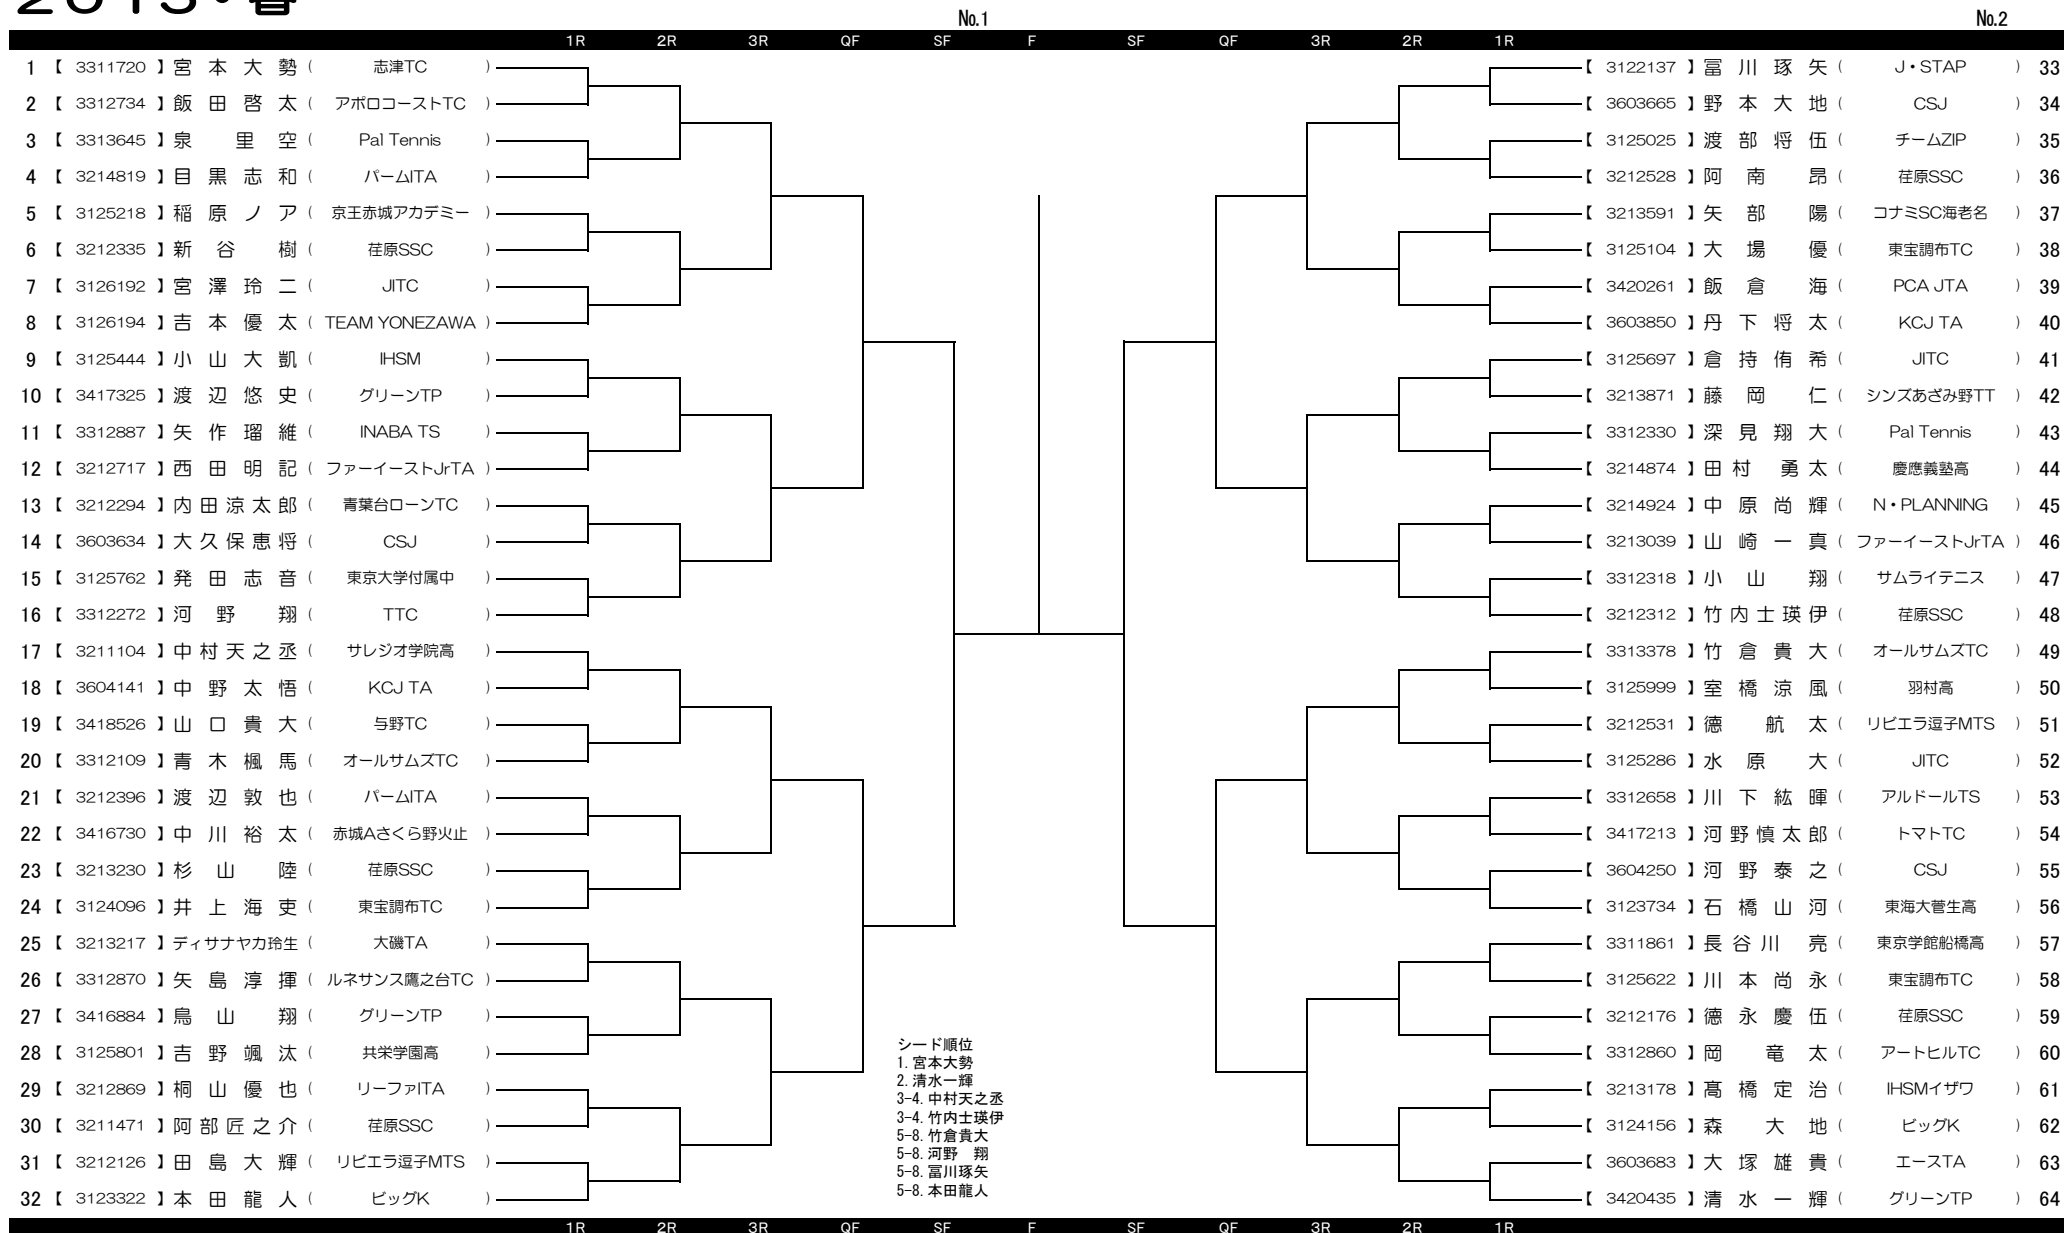 2015・春
No.1 No.2
1R 2R 3R QF SF F SF QF 3R 2R 1R
1 【 3311720 】 宮本大勢 ( 志津TC )
2 【 3312734 】 飯田啓太 ( アポロコーストTC )
3 【 3313645 】 泉 里空 ( Pal Tennis )
4 【 3214819 】 目黒志和 ( パームITA )
5 【 3125218 】 稲原ノア ( 京王赤城アカデミー )
6 【 3212335 】 新谷 樹 ( 荏原SSC )
7 【 3126192 】 宮澤玲二 ( JITC )
8 【 3126194 】 吉本優太 ( TEAM YONEZAWA )
9 【 3125444 】 小山大凱 ( IHSM )
10 【 3417325 】 渡辺悠史 ( グリーンTP )
11 【 3312887 】 矢作瑠維 ( INABA TS )
12 【 3212717 】 西田明記 ( ファーイーストJrTA )
13 【 3212294 】 内田涼太郎 ( 青葉台ローンTC )
14 【 3603634 】 大久保恵将 ( CSJ )
15 【 3125762 】 発田志音 ( 東京大学付属中 )
16 【 3312272 】 河野 翔 ( TTC )
17 【 3211104 】 中村天之丞 ( サレジオ学院高 )
18 【 3604141 】 中野太悟 ( KCJ TA )
19 【 3418526 】 山口貴大 ( 与野TC )
20 【 3312109 】 青木楓馬 ( オールサムズTC )
21 【 3212396 】 渡辺敦也 ( パームITA )
22 【 3416730 】 中川裕太 ( 赤城Aさくら野火止 )
23 【 3213230 】 杉山 陸 ( 荏原SSC )
24 【 3124096 】 井上海吏 ( 東宝調布TC )
25 【 3213217 】 ディサナヤカ玲生 ( 大磯TA )
26 【 3312870 】 矢島淳揮 ( ルネサンス鷹之台TC )
27 【 3416884 】 鳥山 翔 ( グリーンTP )
28 【 3125801 】 吉野颯汰 ( 共栄学園高 )
29 【 3212869 】 桐山優也 ( リーファITA )
30 【 3211471 】 阿部匠之介 ( 荏原SSC )
31 【 3212126 】 田島大輝 ( リビエラ逗子MTS )
32 【 3123322 】 本田龍人 ( ビッグK )
シード順位
1. 宮本大勢
2. 清水一輝
3-4. 中村天之丞
3-4. 竹内士瑛伊
5-8. 竹倉貴大
5-8. 河野 翔
5-8. 冨川琢矢
5-8. 本田龍人
【 3122137 】 冨川琢矢 ( J・STAP ) 33
【 3603665 】 野本大地 ( CSJ ) 34
【 3125025 】 渡部将伍 ( チームZIP ) 35
【 3212528 】 阿南 昂 ( 荏原SSC ) 36
【 3213591 】 矢部 陽 ( コナミSC海老名 ) 37
【 3125104 】 大場 優 ( 東宝調布TC ) 38
【 3420261 】 飯倉 海 ( PCA JTA ) 39
【 3603850 】 丹下将太 ( KCJ TA ) 40
【 3125697 】 倉持侑希 ( JITC ) 41
【 3213871 】 藤岡 仁 ( シンズあざみ野TT ) 42
【 3312330 】 深見翔大 ( Pal Tennis ) 43
【 3214874 】 田村 勇太 ( 慶應義塾高 ) 44
【 3214924 】 中原尚輝 ( N・PLANNING ) 45
【 3213039 】 山崎一真 ( ファーイーストJrTA ) 46
【 3312318 】 小山 翔 ( サムライテニス ) 47
【 3212312 】 竹内士瑛伊 ( 荏原SSC ) 48
【 3313378 】 竹倉貴大 ( オールサムズTC ) 49
【 3125999 】 室橋涼風 ( 羽村高 ) 50
【 3212531 】 德 航太 ( リビエラ逗子MTS ) 51
【 3125286 】 水原 大 ( JITC ) 52
【 3312658 】 川下紘暉 ( アルドールTS ) 53
【 3417213 】 河野慎太郎 ( トマトTC ) 54
【 3604250 】 河野泰之 ( CSJ ) 55
【 3123734 】 石橋山河 ( 東海大菅生高 ) 56
【 3311861 】 長谷川 亮 ( 東京学館船橋高 ) 57
【 3125622 】 川本尚永 ( 東宝調布TC ) 58
【 3212176 】 德永慶伍 ( 荏原SSC ) 59
【 3312860 】 岡 竜太 ( アートヒルTC ) 60
【 3213178 】 髙橋定治 ( IHSMイザワ ) 61
【 3124156 】 森 大地 ( ビッグK ) 62
【 3603683 】 大塚雄貴 ( エースTA ) 63
【 3420435 】 清水一輝 ( グリーンTP ) 64
1R 2R 3R QF SF F SF QF 3R 2R 1R